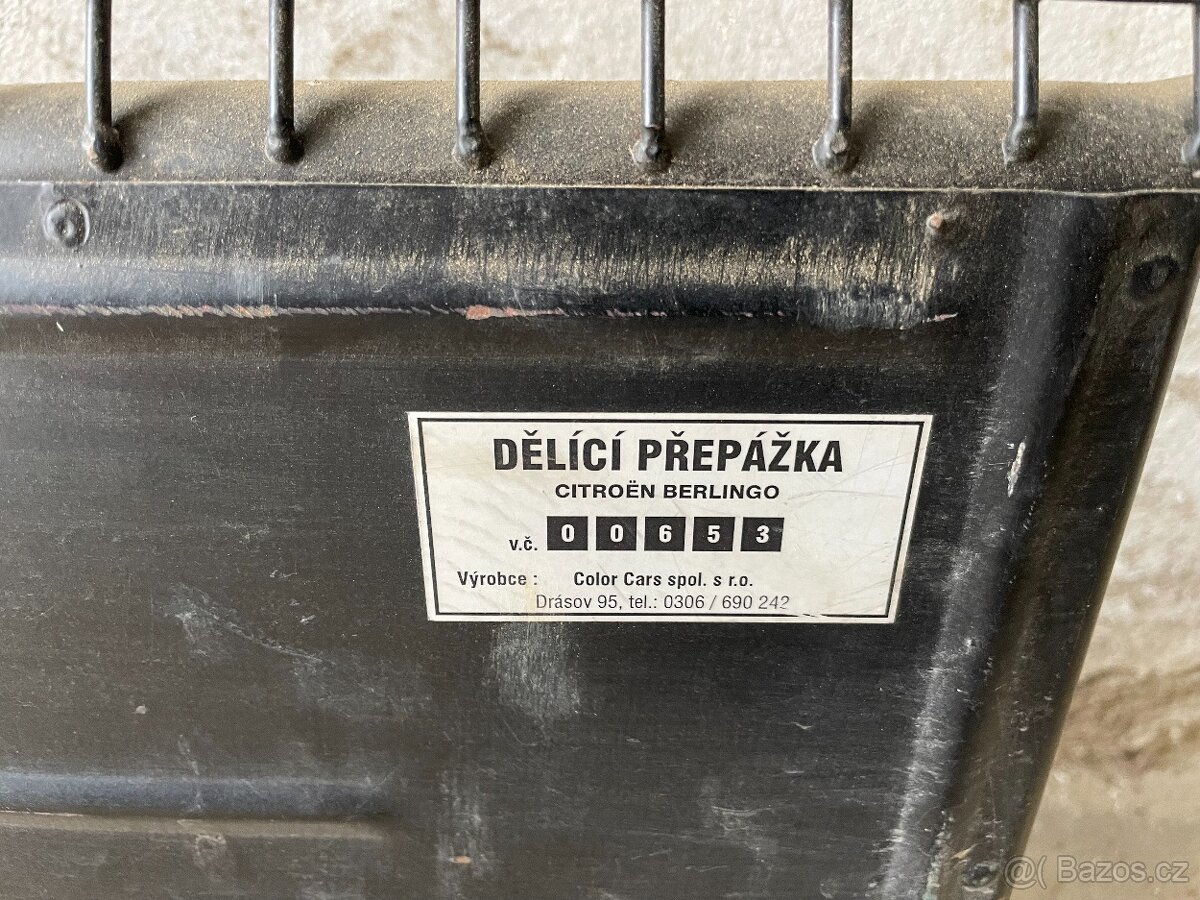 DĚLÍCÍ PŘEPÁŽKA
CITROËN BERLINGO
v.č. 0 0 6 5 3
Výrobce : Color Cars spol. s r.o.
Drásov 95, tel.: 0306 / 690 242
Bazos.cz